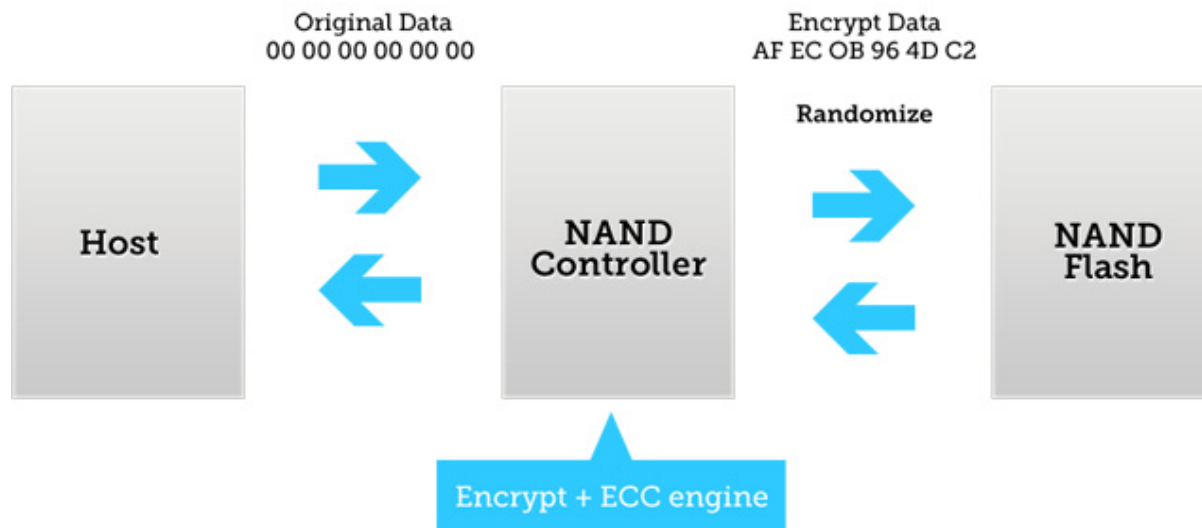 Original Data
00 00 00 00 00 00
Encrypt Data
AF EC OB 96 4D C2
Randomize
Host
NAND
Controller
NAND
Flash
Encrypt + ECC engine